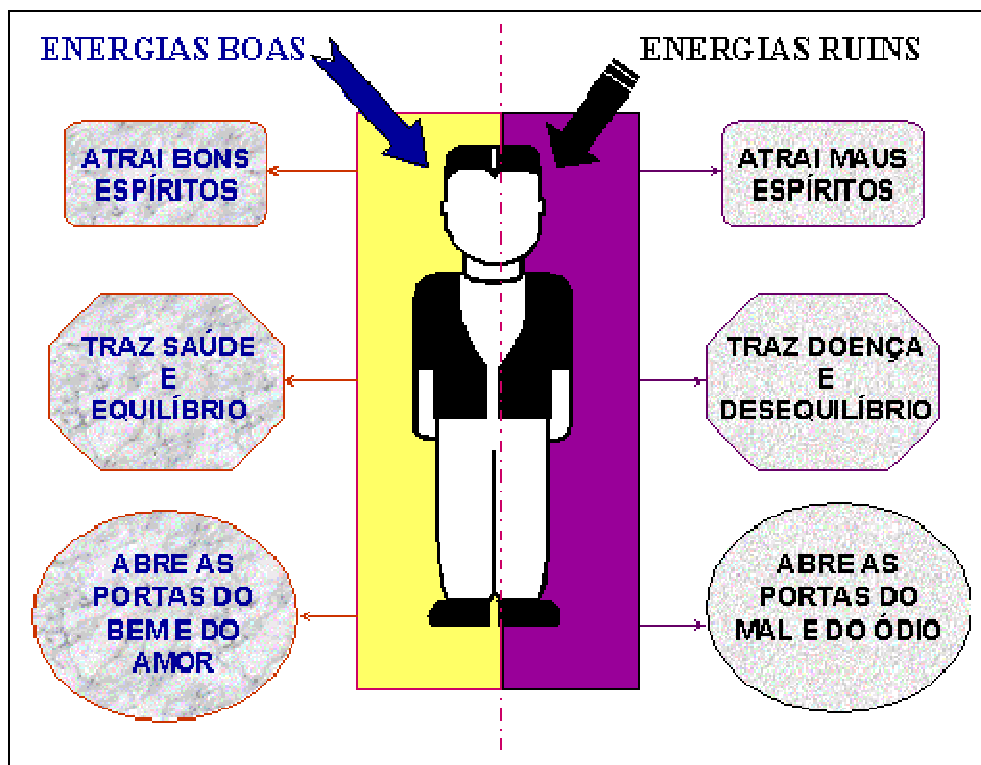 ENERGIAS BOAS
ENERGIAS RUINS
ATRAI BONS
ESPÍRITOS
ATRAI MAUS
ESPÍRITOS
TRAZ SAÚDE
E
EQUILÍBRIO
TRAZ DOENÇA
E
DESEQUILÍBRIO
ABRE AS
PORTAS DO
BEM E DO
AMOR
ABRE AS
PORTAS DO
MAL E DO ÓDIO